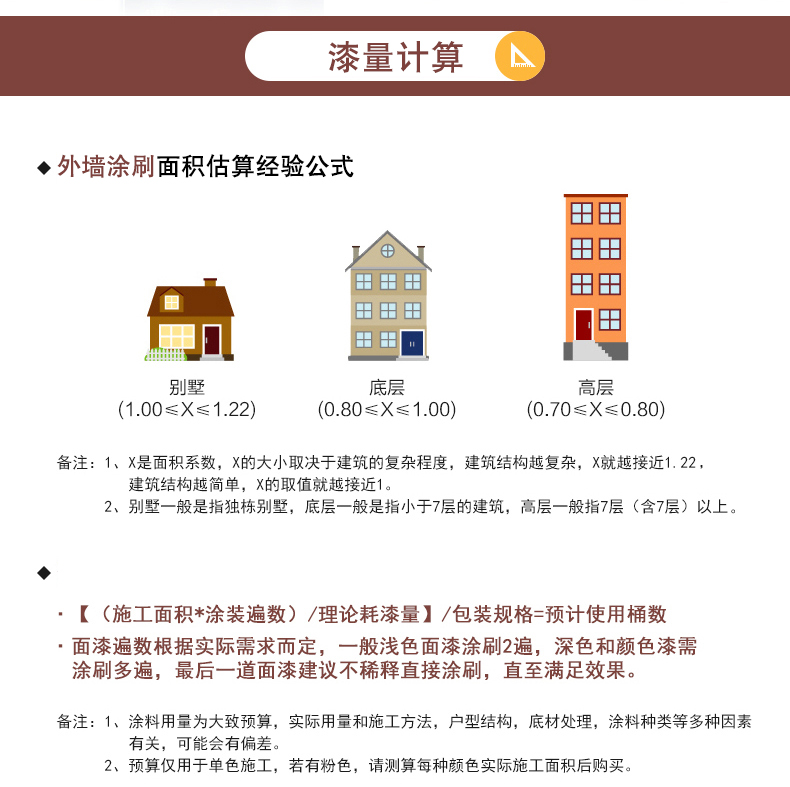 漆量计算
外墙涂刷面积估算经验公式
别墅
(1.00≤X≤1.22)
底层
(0.80≤X≤1.00)
高层
(0.70≤X≤0.80)
备注：1、X是面积系数，X的大小取决于建筑的复杂程度，建筑结构越复杂，X就越接近1.22，
建筑结构越简单，X的取值就越接近1。
2、别墅一般是指独栋别墅，底层一般是指小于7层的建筑，高层一般指7层（含7层）以上。
·【（施工面积*涂装遍数）/理论耗漆量】/包装规格=预计使用桶数
·面漆遍数根据实际需求而定，一般浅色面漆涂刷2遍，深色和颜色漆需
涂刷多遍，最后一道面漆建议不稀释直接涂刷，直至满足效果。
备注：1、涂料用量为大致预算，实际用量和施工方法，户型结构，底材处理，涂料种类等多种因素
有关，可能会有偏差。
2、预算仅用于单色施工，若有粉色，请测算每种颜色实际施工面积后购买。